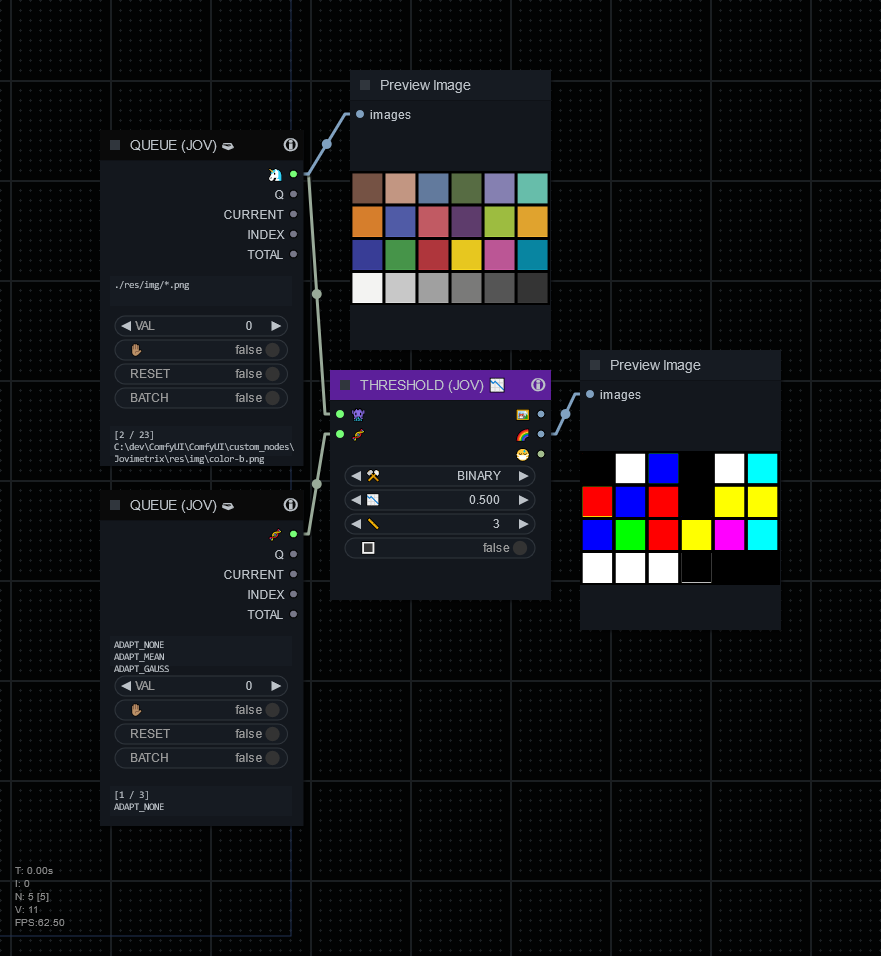 Preview Image
images
QUEUE (JOV)
Q
CURRENT
INDEX
TOTAL
./res/img/*.png
VAL 0
false
RESET false
BATCH false
[2 / 23]
C:\dev\ComfyUI\ComfyUI\custom_nodes\
Jovimetrix\res\img\color-b.png
THRESHOLD (JOV)
BINARY
0.500
3
false
Preview Image
images
QUEUE (JOV)
Q
CURRENT
INDEX
TOTAL
ADAPT_NONE
ADAPT_MEAN
ADAPT_GAUSS
VAL 0
false
RESET false
BATCH false
[1 / 3]
ADAPT_NONE
T: 0.00s
I: 0
N: 5 [5]
V: 11
FPS:62.50